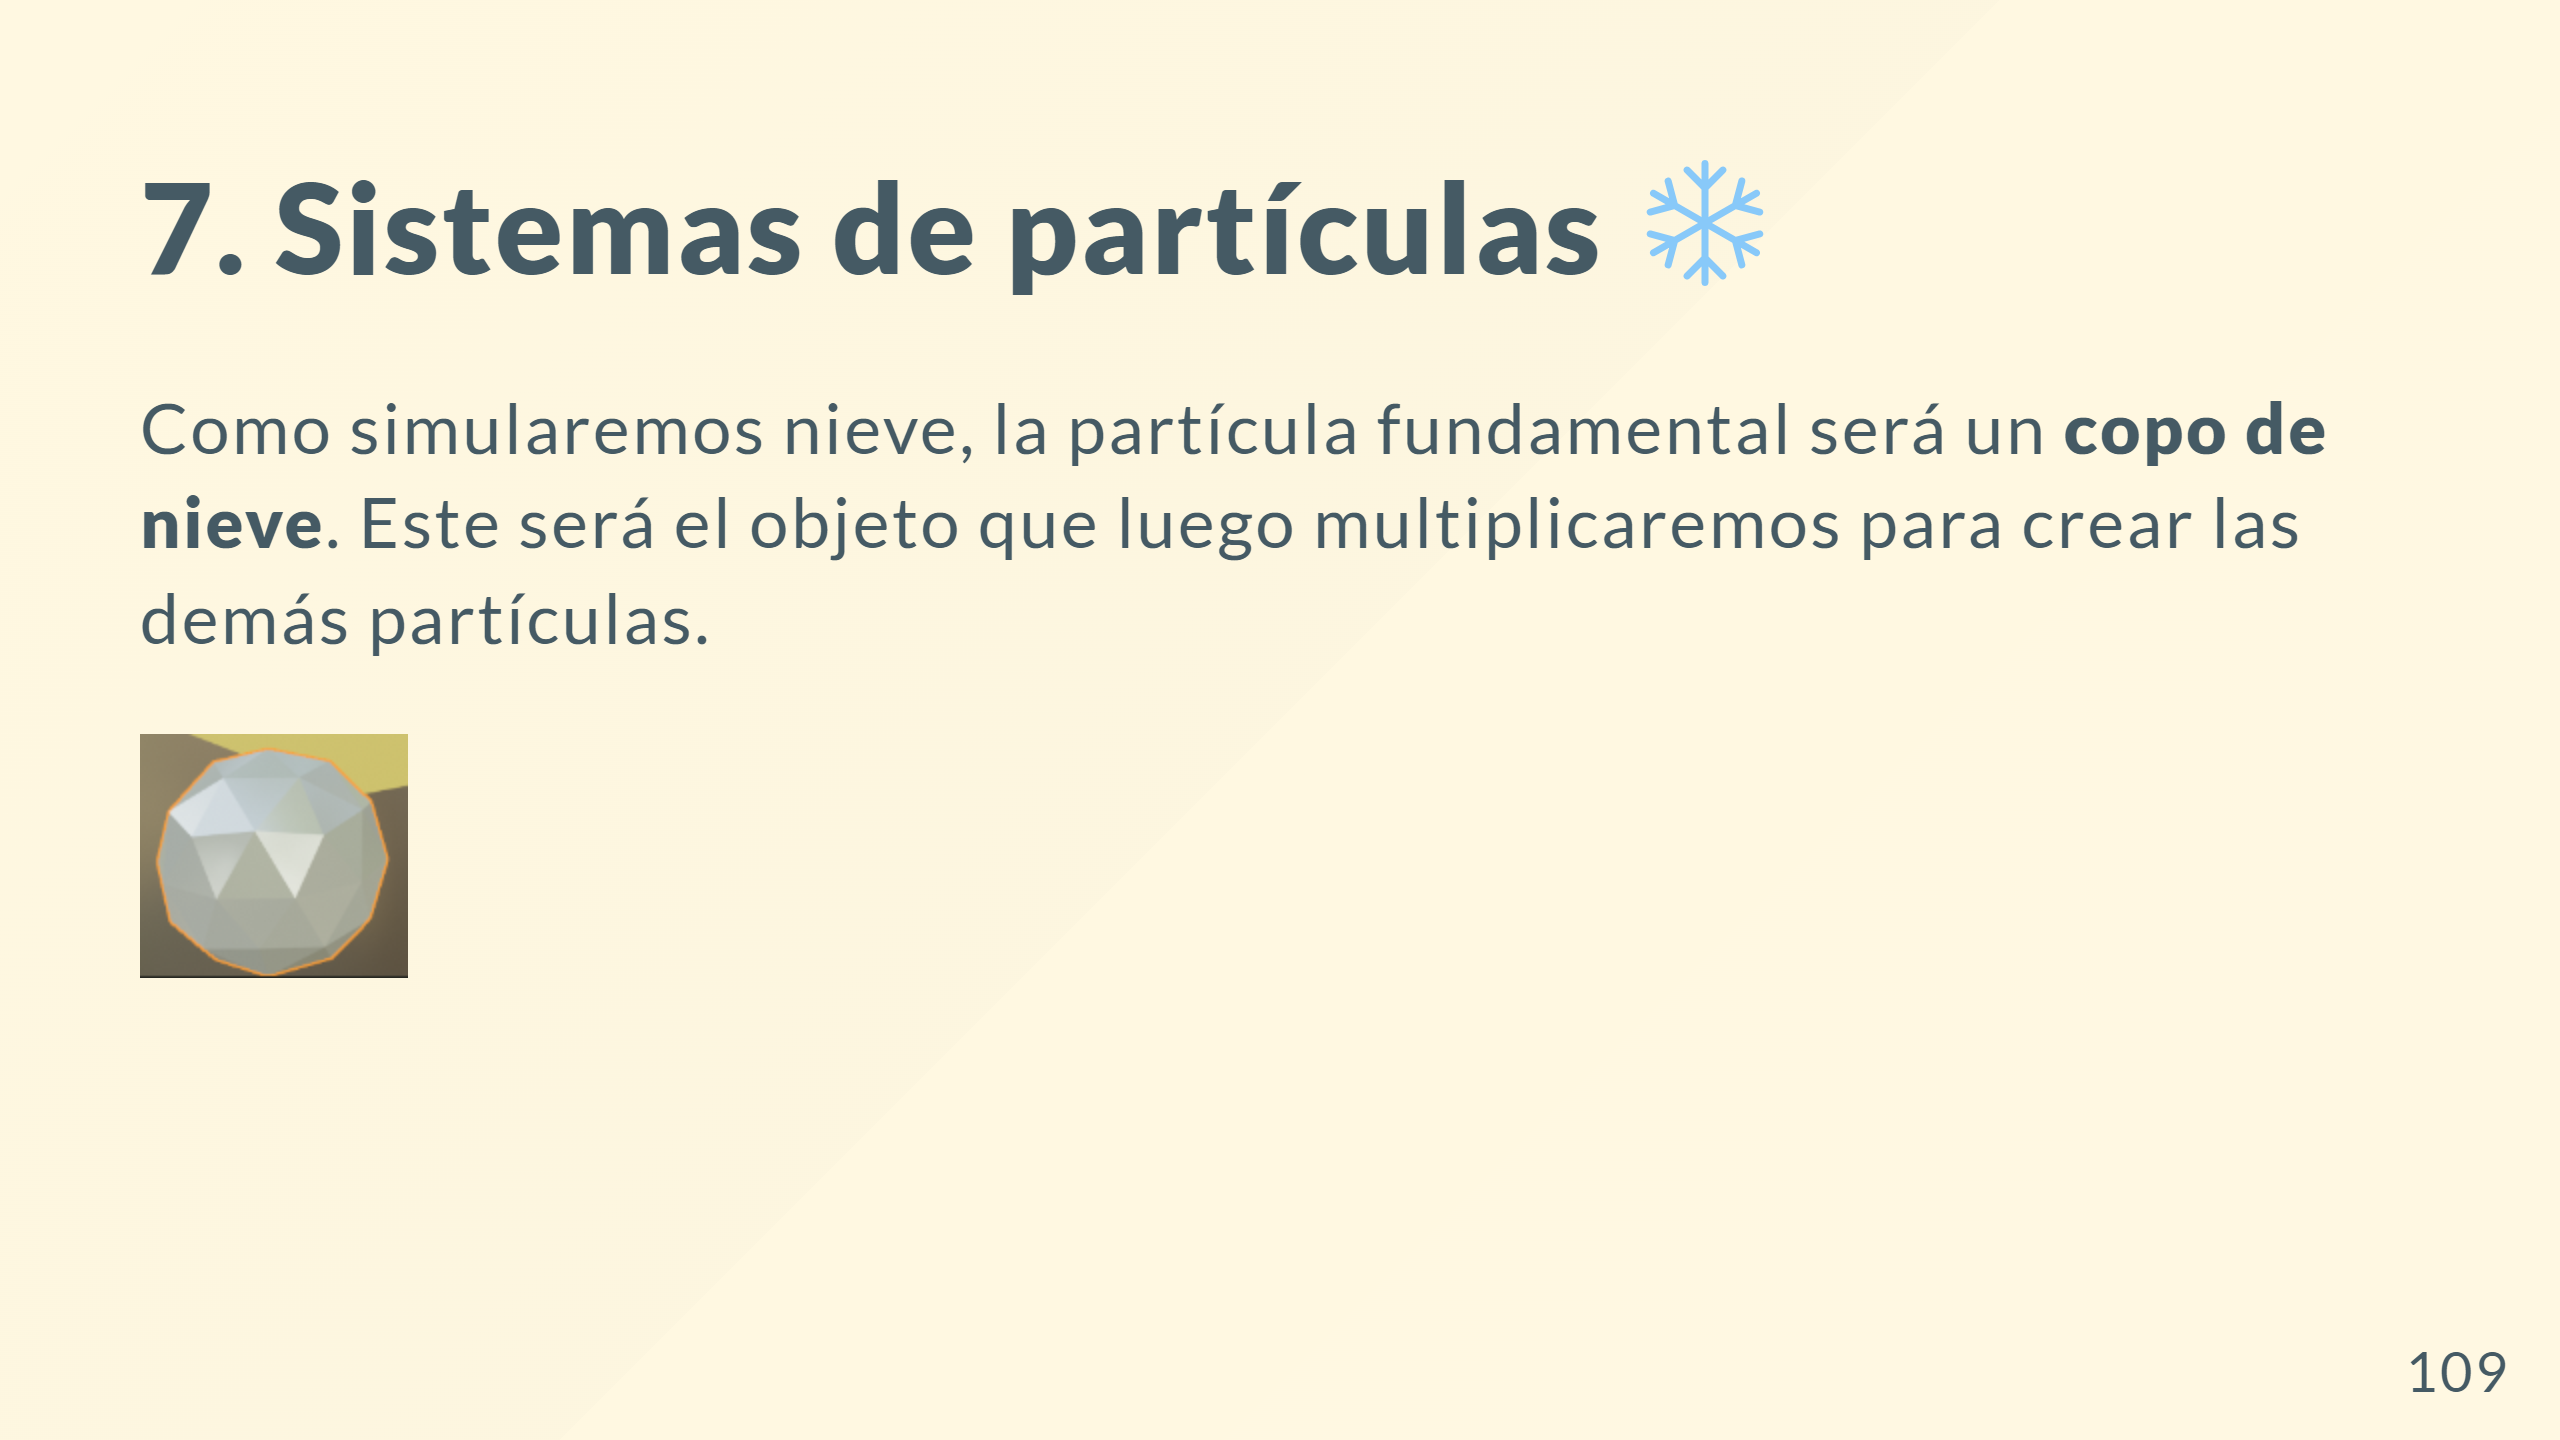 7. Sistemas de partículas ❄
Como simularemos nieve, la partícula fundamental será un copo de
nieve. Este será el objeto que luego multiplicaremos para crear las
demás partículas.
109